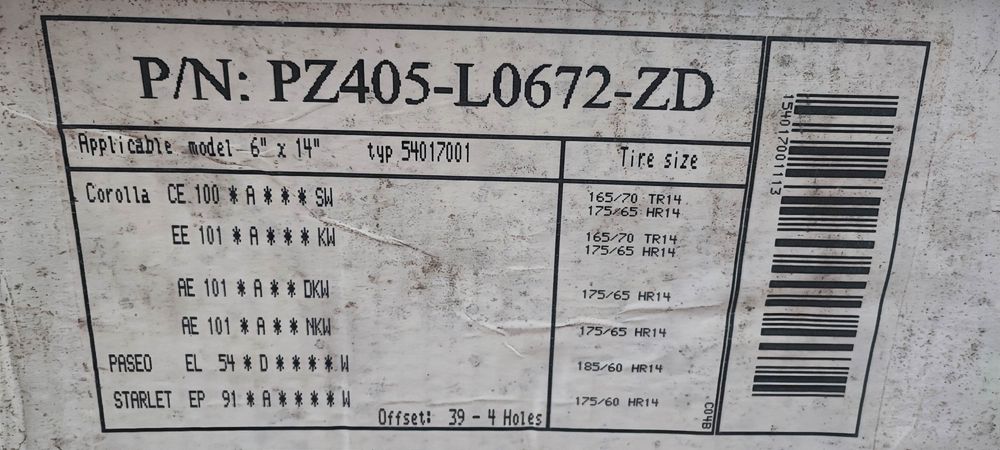 P/N: PZ405-L0672-ZD
Applicable model 6" x 14" typ 54017001 Tire size
Corolla CE 100 * A * * * SW 165/70 TR14
175/65 HR14
EE 101 * A * * * KW 165/70 TR14
175/65 HR14
AE 101 * A * * DKW 175/65 HR14
AE 101 * A * * NKW 175/65 HR14
PASEO EL 54 * D * * * * W 185/60 HR14
STARLET EP 91 * A * * * * W 175/60 HR14
Offset: 39 - 4 Holes
C04B
154017001113